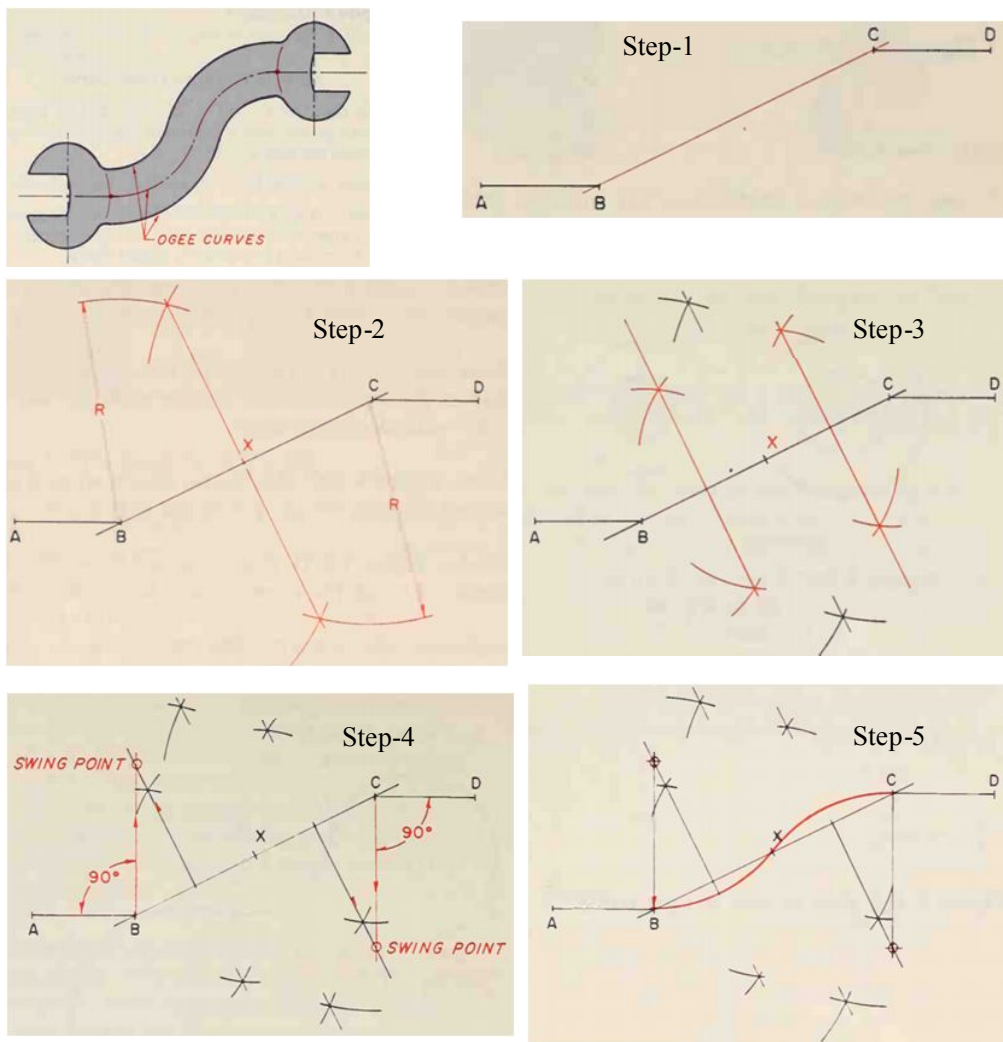 OGEE CURVES
Step-1
A
B
C
D
Step-2
R
A
B
X
C
D
R
Step-3
A
B
X
C
D
Step-4
SWING POINT
90°
A
B
X
C
D
90°
SWING POINT
Step-5
A
B
X
C
D